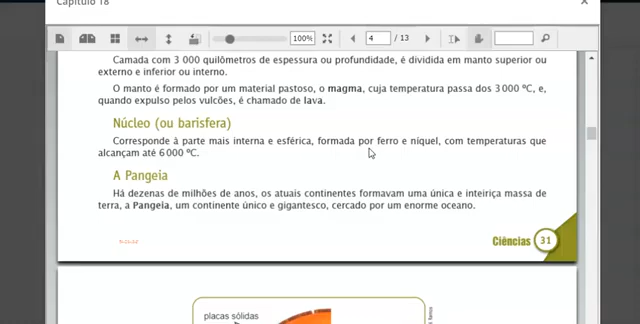 Capítulo 18
100%
4 / 13
Camada com 3 000 quilômetros de espessura ou profundidade, é dividida em manto superior ou
externo e inferior ou interno.
O manto é formado por um material pastoso, o magma, cuja temperatura passa dos 3 000 ºC, e,
quando expulso pelos vulcões, é chamado de lava.
Núcleo (ou barisfera)
Corresponde à parte mais interna e esférica, formada por ferro e níquel, com temperaturas que
alcançam até 6 000 ºC.
A Pangeia
Há dezenas de milhões de anos, os atuais continentes formavam uma única e inteiriça massa de
terra, a Pangeia, um continente único e gigantesco, cercado por um enorme oceano.
Ciências 31
placas sólidas